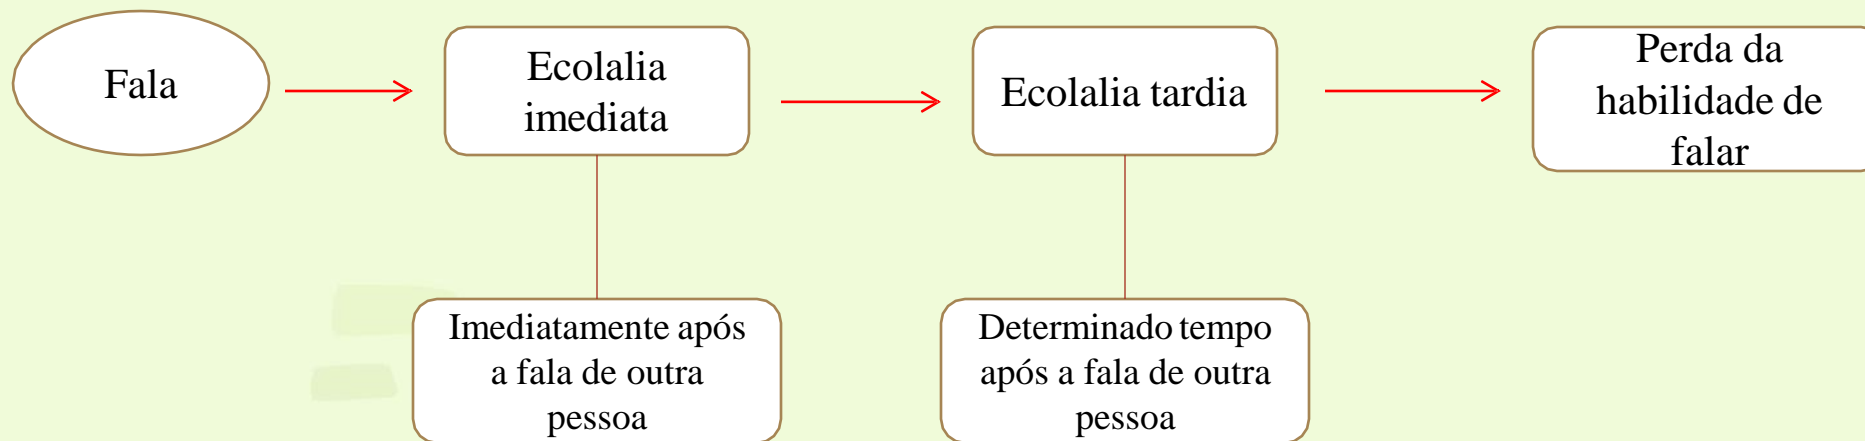 Fala
Ecolalia
imediata
Ecolalia tardia
Perda da
habilidade de
falar
Imediatamente após
a fala de outra
pessoa
Determinado tempo
após a fala de outra
pessoa